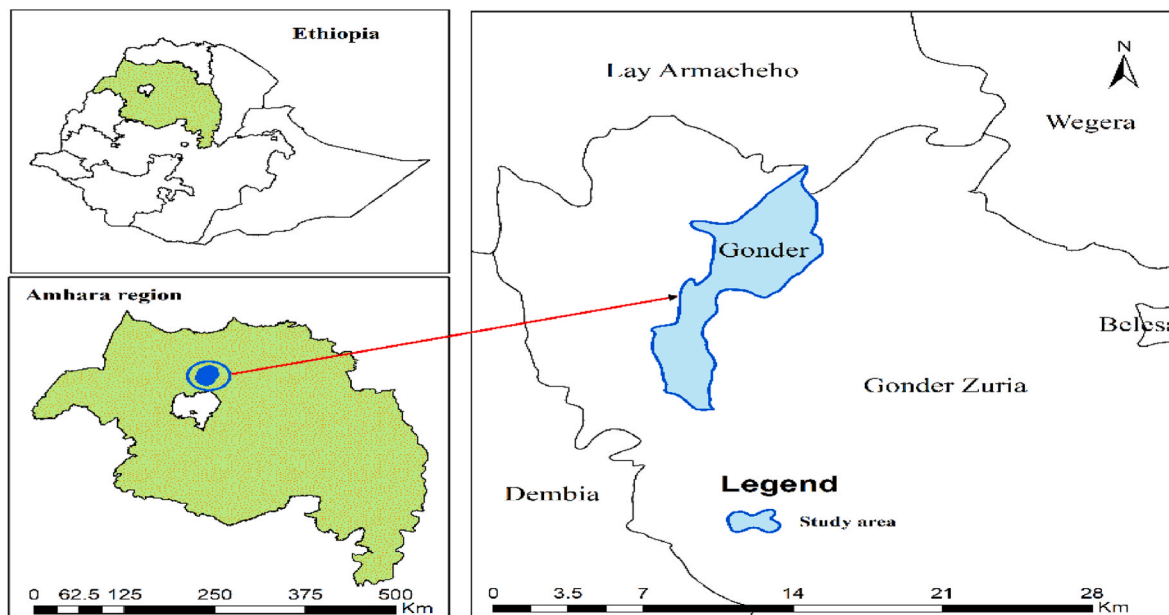 Ethiopia
Amhara region
0 62.5 125 250 375 500
Km
Lay Armacheho
N
Wegera
Gonder
Belesa
Gonder Zuria
Dembia
Legend
Study area
0 3.5 7 14 21 28
Km